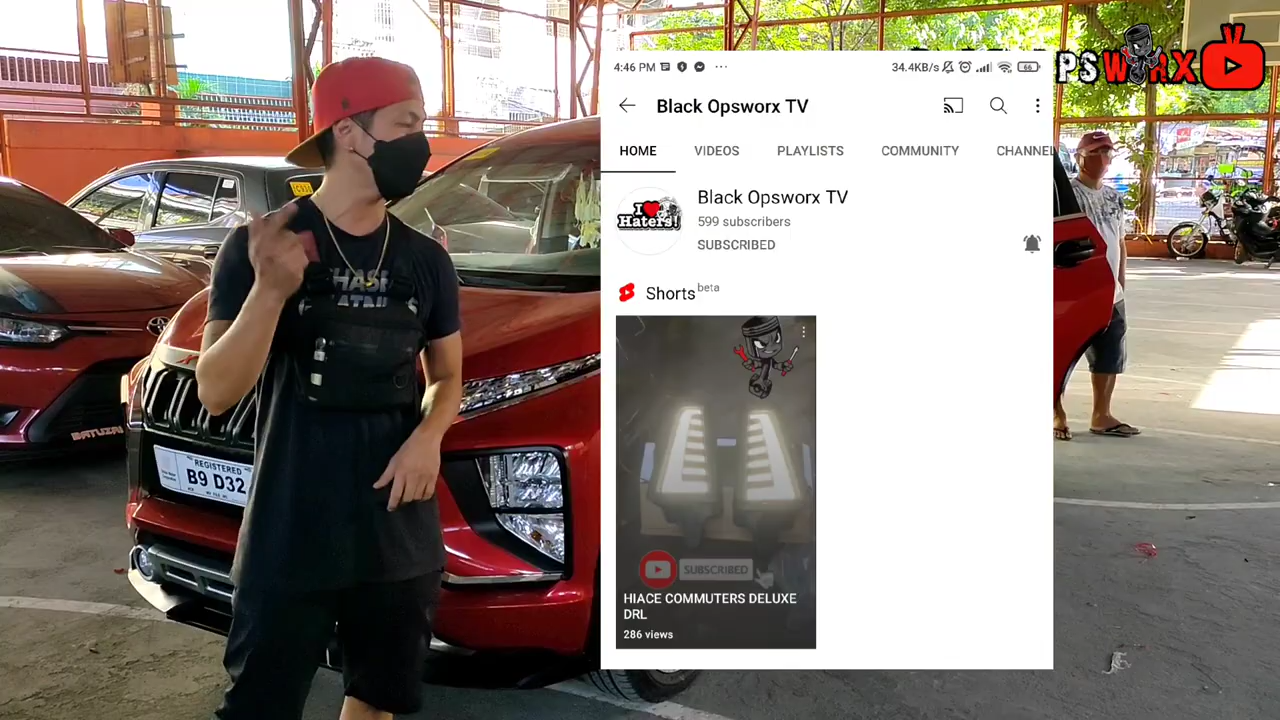 PSWORX
4:46 PM
34.4KB/s
66
Black Opsworx TV
HOME
VIDEOS
PLAYLISTS
COMMUNITY
CHANNEL
I Haters!
Black Opsworx TV
599 subscribers
SUBSCRIBED
Shorts beta
SUBSCRIBED
HIACE COMMUTERS DELUXE
DRL
286 views
REGISTERED
B9 D32
BATUZAI